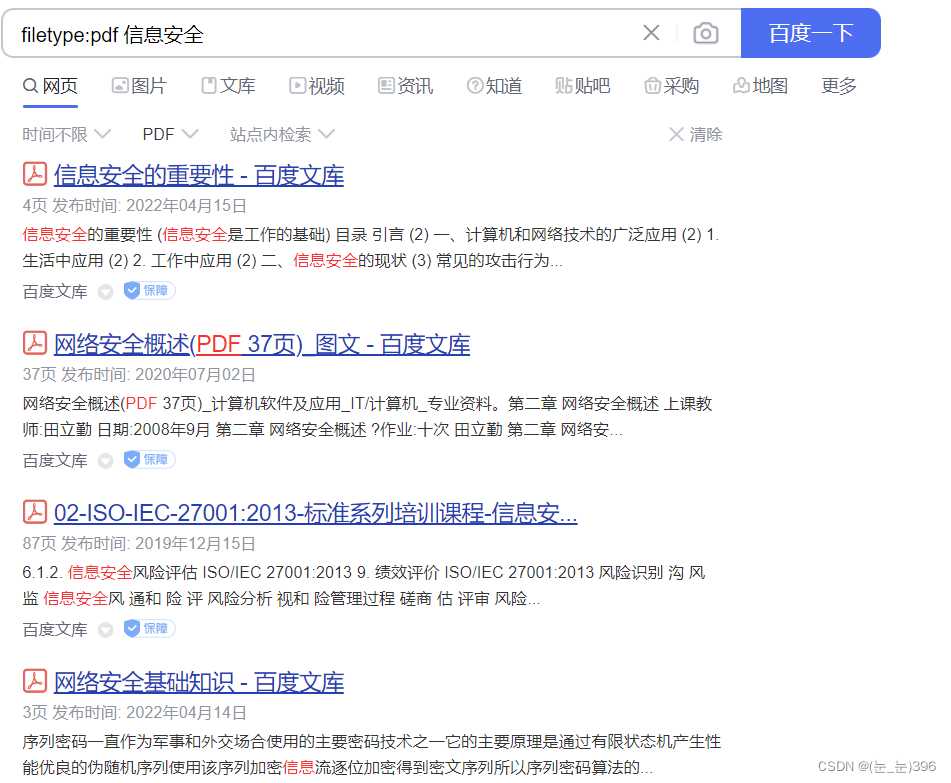 filetype:pdf 信息安全
百度一下
网页 图片 文库 视频 资讯 知道 贴吧 采购 地图 更多
时间不限 PDF 站点内检索 清除
信息安全的重要性 - 百度文库
4页 发布时间: 2022年04月15日
信息安全的重要性 (信息安全是工作的基础) 目录 引言 (2) 一、计算机和网络技术的广泛应用 (2) 1.
生活中应用 (2) 2. 工作中应用 (2) 二、信息安全的现状 (3) 常见的攻击行为...
百度文库 保障
网络安全概述(PDF 37页)_图文 - 百度文库
37页 发布时间: 2020年07月02日
网络安全概述(PDF 37页)_计算机软件及应用_IT/计算机_专业资料。第二章 网络安全概述 上课教
师:田立勤 日期:2008年9月 第二章 网络安全概述 ?作业:十次 田立勤 第二章 网络安...
百度文库 保障
02-ISO-IEC-27001:2013-标准系列培训课程-信息安...
87页 发布时间: 2019年12月15日
6.1.2. 信息安全风险评估 ISO/IEC 27001:2013 9. 绩效评价 ISO/IEC 27001:2013 风险识别 沟 风
监 信息安全风 通和 险 评 风险分析 视和 险管理过程 磋商 估 评审 风险...
百度文库 保障
网络安全基础知识 - 百度文库
3页 发布时间: 2022年04月14日
序列密码一直作为军事和外交场合使用的主要密码技术之一它的主要原理是通过有限状态机产生性
能优良的伪随机序列使用该序列加密信息流逐位加密得到密文序列所以序列密码算法的...
CSDN @(눈_눈)396